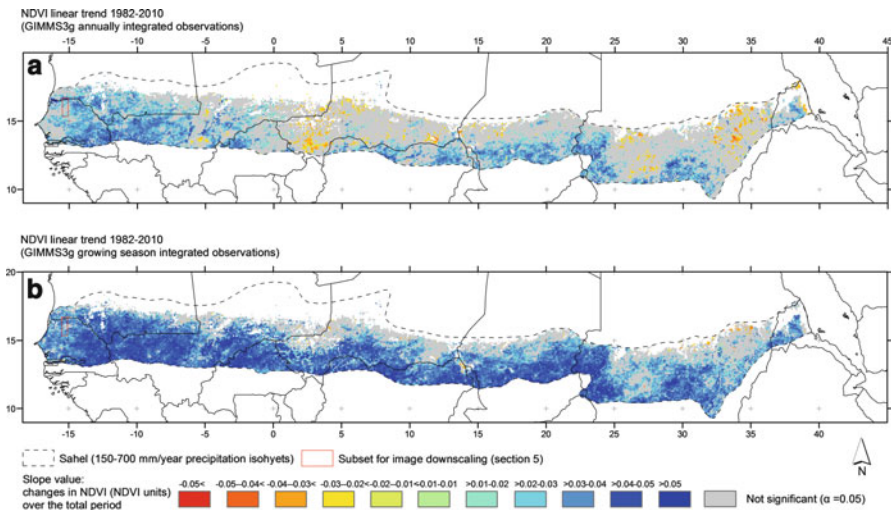 NDVI linear trend 1982-2010
(GIMMS3g annually integrated observations)
-15 -10 -5 0 5 10 15 20 25 30 35 40 45
a
15
10
NDVI linear trend 1982-2010
(GIMMS3g growing season integrated observations)
20
b
15
10
-15 -10 -5 0 5 10 15 20 25 30 35 40
N
Sahel (150-700 mm/year precipitation isohyets)
Subset for image downscaling (section 5)
Slope value:
changes in NDVI (NDVI units)
over the total period
-0.05< -0.05--0.04< -0.04--0.03< -0.03--0.02< -0.02--0.01< <0.01-0.01 >0.01-0.02 >0.02-0.03 >0.03-0.04 >0.04-0.05 >0.05
Not significant (α =0.05)